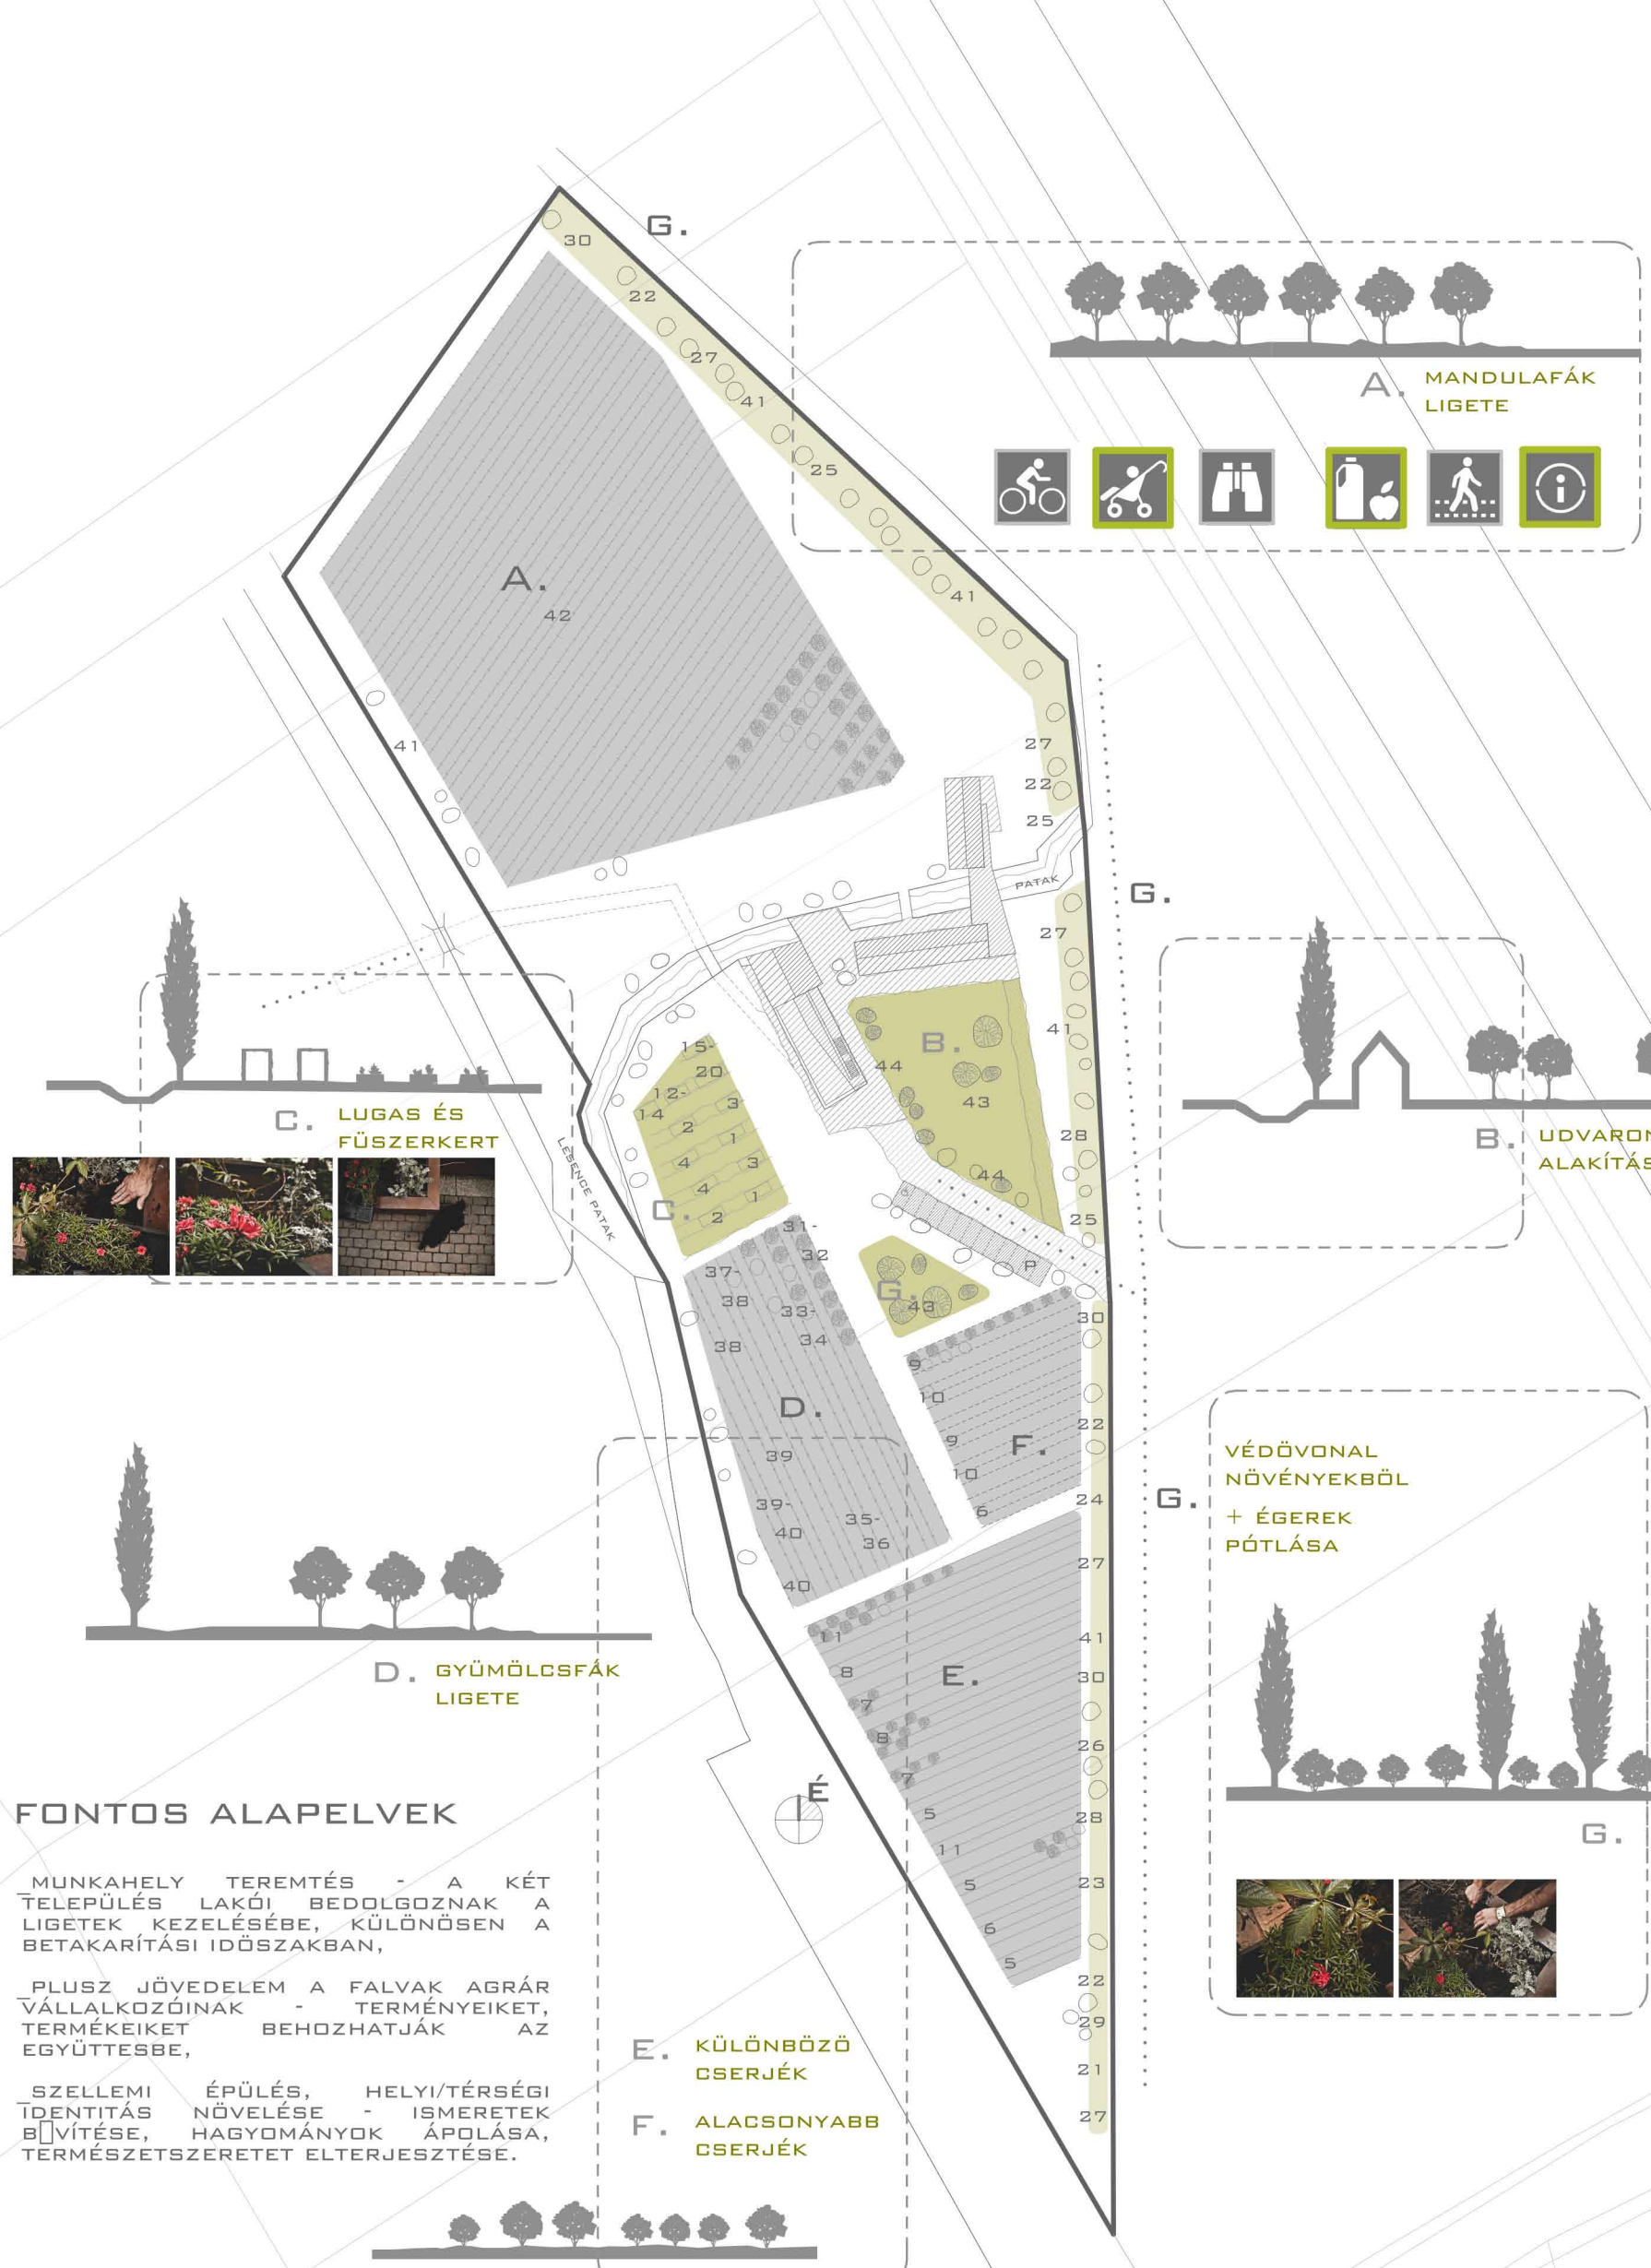 G.
30
22
27
41
25
41
A.
42
41
A. MANDULAFÁK
LIGETE
27
22
25
PATAK
G.
27
41
B.
44
43
28
44
25
15-
20
12-
14
3
2
1
4
3
4
1
C.
2
LESENCE PATAK
C. LUGAS ÉS
FÜSZERKERT
B. UDVARON
ALAKÍTÁS
P
G.
43
31-
32
37-
38
33-
34
38
D.
39
39-
40
35-
36
40
30
9
10
22
9
F.
10
24
6
G.
VÉDÖVONAL
NÖVÉNYEKBÖL
+ ÉGEREK
PÓTLÁSA
G.
D. GYÜMÖLCSFÁK
LIGETE
27
11
41
8
E.
30
7
8
26
7
5
28
11
5
23
6
5
22
29
21
27
É
FONTOS ALAPELVEK
_MUNKAHELY TEREMTÉS - A KÉT
TELEPÜLÉS LAKÓI BEDOLGOZNAK A
LIGETEK KEZELÉSÉBE, KÜLÖNÖSEN A
BETAKARÍTÁSI IDÖSZAKBAN,
_PLUSZ JÖVEDELEM A FALVAK AGRÁR
VÁLLALKOZÓINAK - TERMÉNYEIKET,
TERMÉKEIKET BEHOZHATJÁK AZ
EGYÜTTESBE,
_SZELLEMI ÉPÜLÉS, HELYI/TÉRSÉGI
IDENTITÁS NÖVELÉSE - ISMERETEK
B▯VÍTÉSE, HAGYOMÁNYOK ÁPOLÁSA,
TERMÉSZETSZERETET ELTERJESZTÉSE.
E. KÜLÖNBÖZÖ
CSERJÉK
F. ALACSONYABB
CSERJÉK